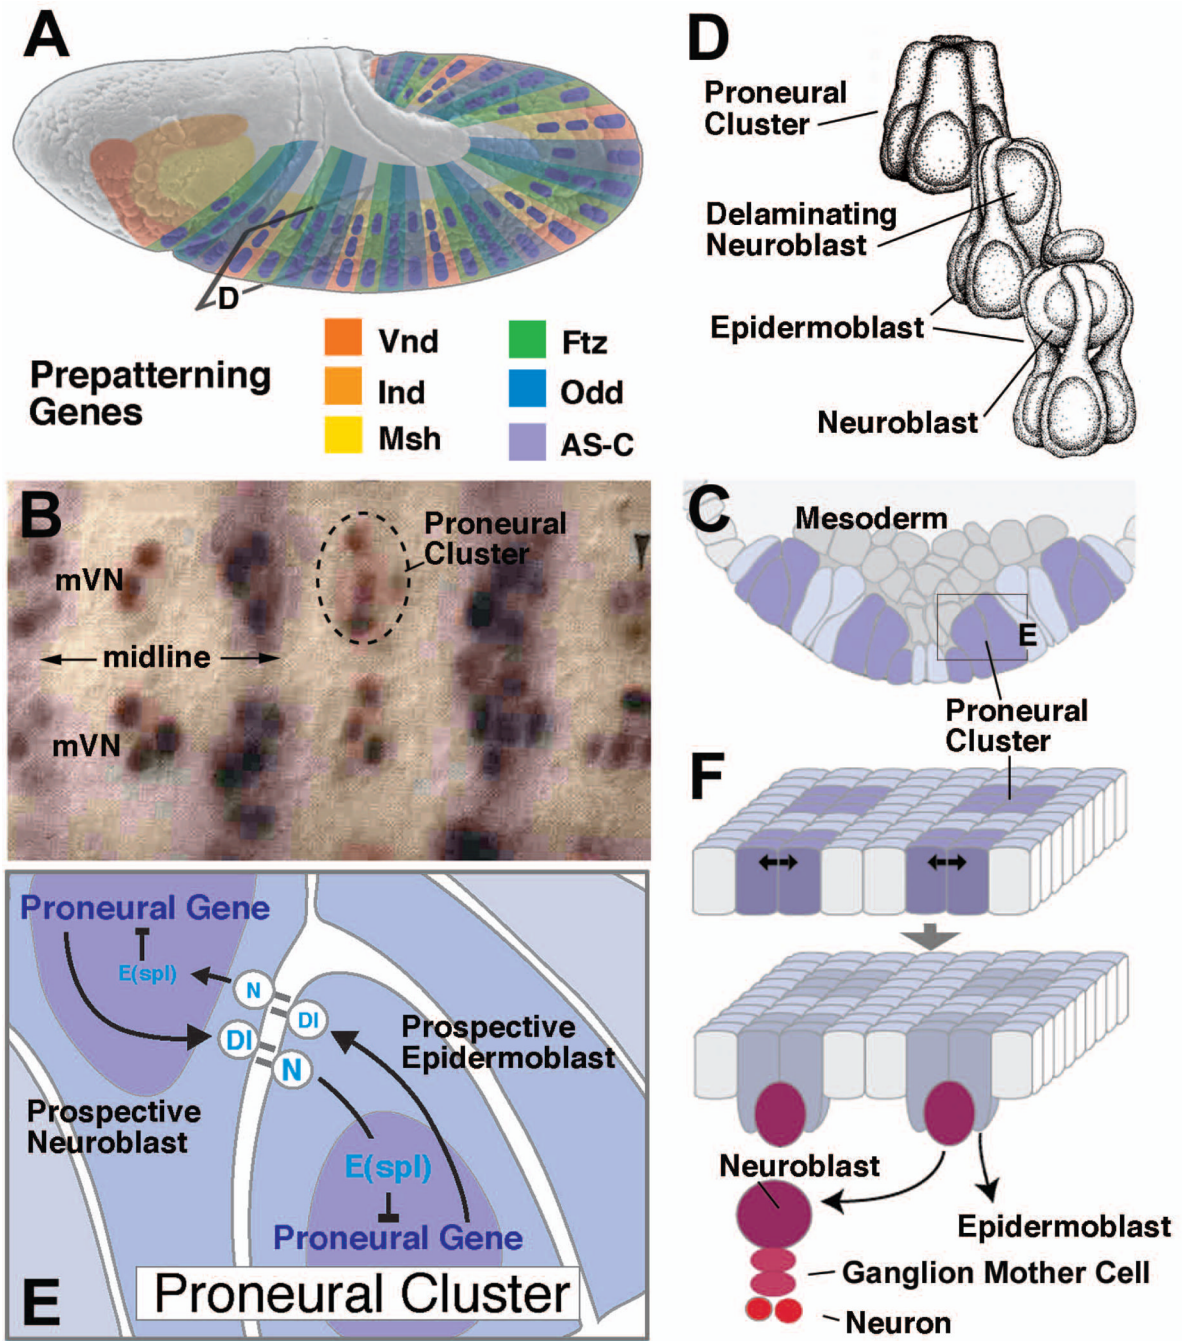 A
D
Prepatterning
Genes
Vnd
Ind
Msh
Ftz
Odd
AS-C
D
Proneural
Cluster
Delaminating
Neuroblast
Epidermoblast
Neuroblast
B
Proneural
Cluster
mVN
midline
mVN
C
Mesoderm
E
Proneural
Cluster
F
Neuroblast
Epidermoblast
Ganglion Mother Cell
Neuron
Proneural Gene
E(spl)
N
Dl
Dl
N
Prospective
Epidermoblast
Prospective
Neuroblast
E(spl)
Proneural Gene
E
Proneural Cluster